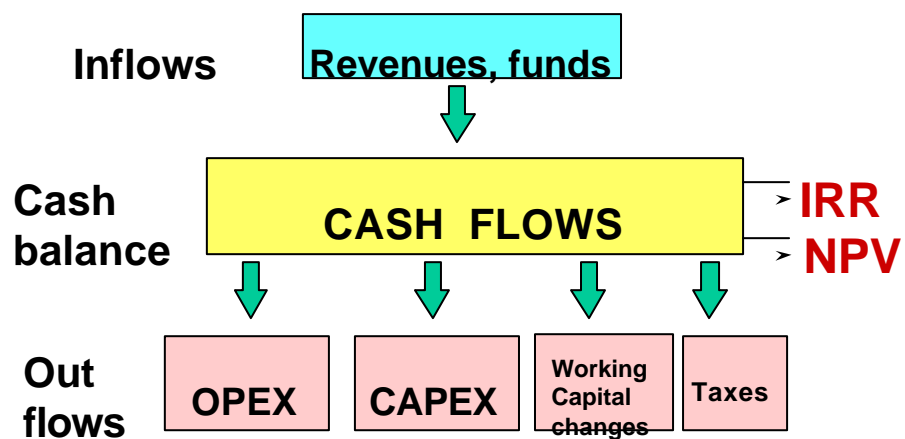 Inflows
Revenues, funds
Cash
balance
CASH FLOWS
IRR
NPV
Out
flows
OPEX
CAPEX
Working
Capital
changes
Taxes